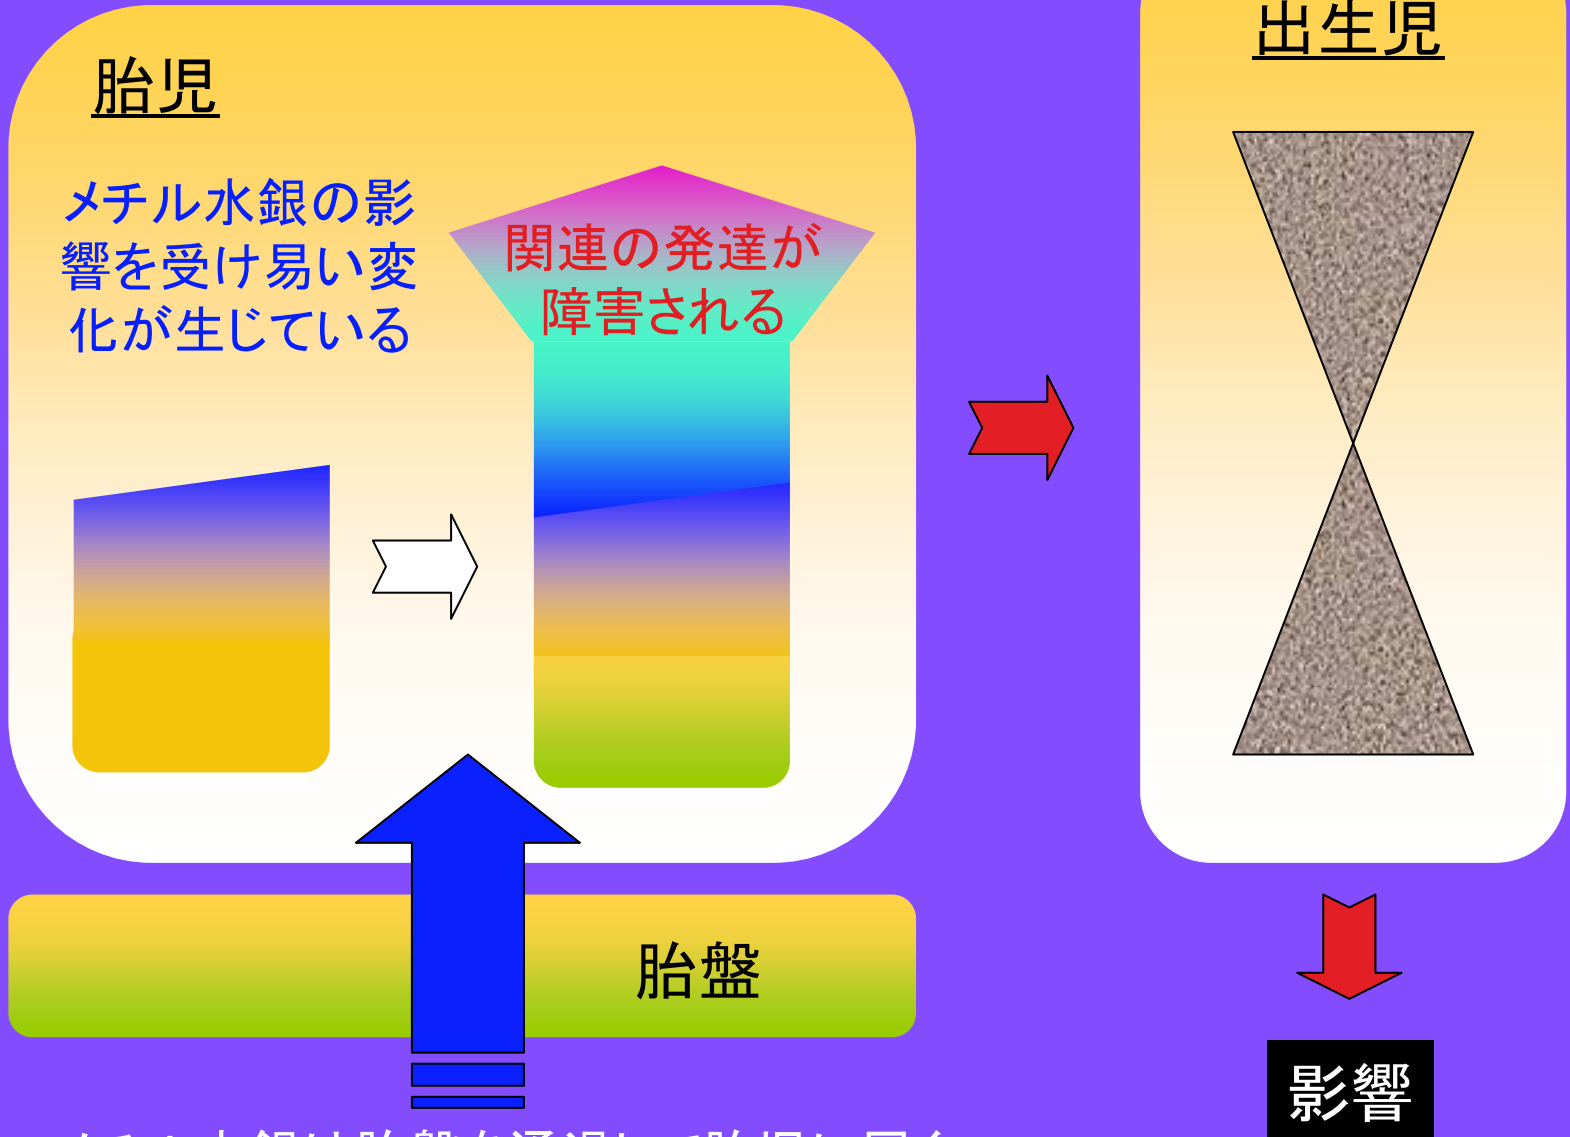 胎児
メチル水銀の影
響を受け易い変
化が生じている
関連の発達が
障害される
胎盤
出生児
影響